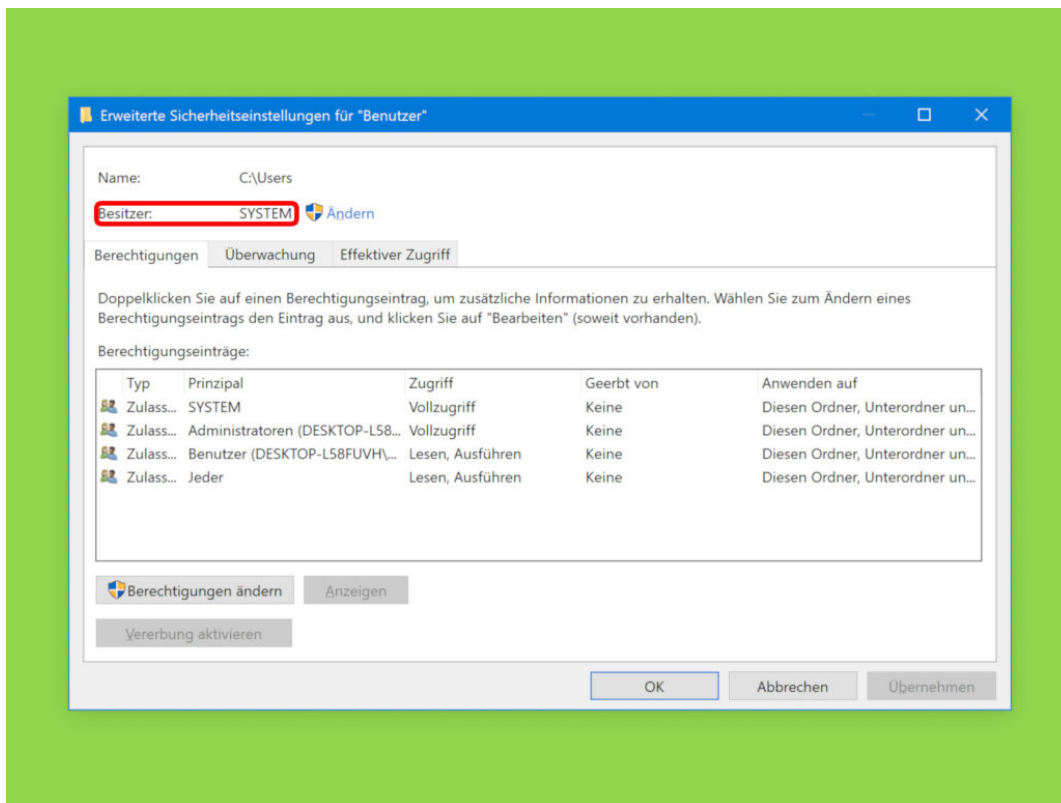 Erweiterte Sicherheitseinstellungen für "Benutzer"
Name: C:\Users
Besitzer: SYSTEM Ändern
Berechtigungen Überwachung Effektiver Zugriff
Doppelklicken Sie auf einen Berechtigungseintrag, um zusätzliche Informationen zu erhalten. Wählen Sie zum Ändern eines
Berechtigungseintrags den Eintrag aus, und klicken Sie auf "Bearbeiten" (soweit vorhanden).
Berechtigungseinträge:
Typ Prinzipal Zugriff Geerbt von Anwenden auf
Zulass... SYSTEM Vollzugriff Keine Diesen Ordner, Unterordner un...
Zulass... Administratoren (DESKTOP-L58... Vollzugriff Keine Diesen Ordner, Unterordner un...
Zulass... Benutzer (DESKTOP-L58FUVH\... Lesen, Ausführen Keine Diesen Ordner, Unterordner un...
Zulass... Jeder Lesen, Ausführen Keine Diesen Ordner, Unterordner un...
Berechtigungen ändern Anzeigen
Vererbung aktivieren
OK Abbrechen Übernehmen